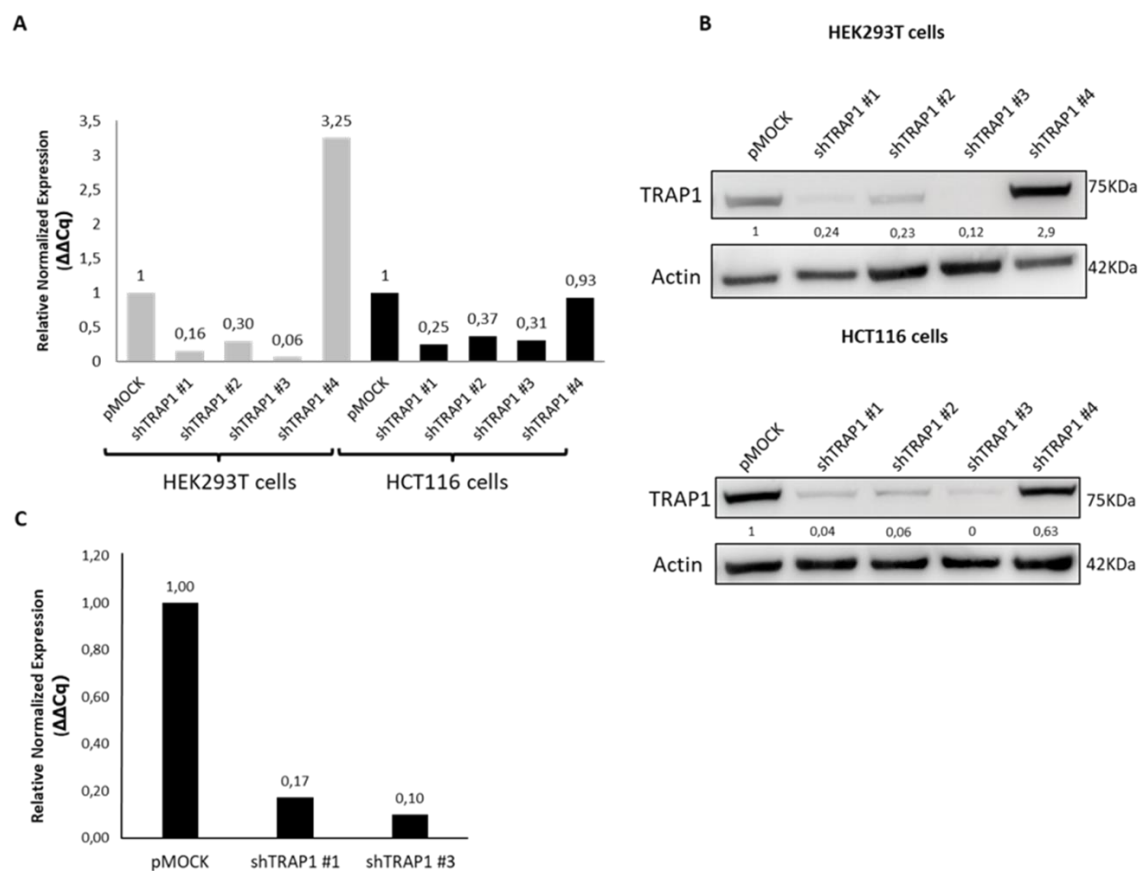 A
Relative Normalized Expression
(ΔΔCq)
3,5
3
2,5
2
1,5
1
0,5
0
1
0,16
0,30
0,06
3,25
1
0,25
0,37
0,31
0,93
pMOCK
shTRAP1 #1
shTRAP1 #2
shTRAP1 #3
shTRAP1 #4
pMOCK
shTRAP1 #1
shTRAP1 #2
shTRAP1 #3
shTRAP1 #4
HEK293T cells
HCT116 cells
B
HEK293T cells
pMOCK
shTRAP1 #1
shTRAP1 #2
shTRAP1 #3
shTRAP1 #4
TRAP1
75KDa
1 0,24 0,23 0,12 2,9
Actin
42KDa
HCT116 cells
pMOCK
shTRAP1 #1
shTRAP1 #2
shTRAP1 #3
shTRAP1 #4
TRAP1
75KDa
1 0,04 0,06 0 0,63
Actin
42KDa
C
Relative Normalized Expression
(ΔΔCq)
1,20
1,00
0,80
0,60
0,40
0,20
0,00
1,00
0,17
0,10
pMOCK
shTRAP1 #1
shTRAP1 #3